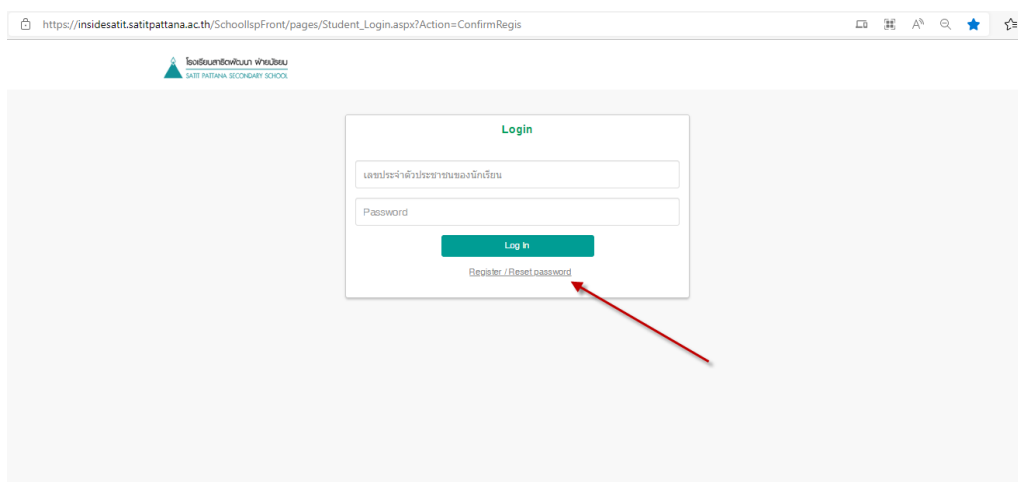 https://insidesatit.satitpattana.ac.th/SchoolIspFront/pages/Student_Login.aspx?Action=ConfirmRegis
โรงเรียนสาธิตพัฒนา ฝ่ายมัธยม
SATIT PATTANA SECONDARY SCHOOL
Login
เลขประจำตัวประชาชนของนักเรียน
Password
Log In
Register / Reset password